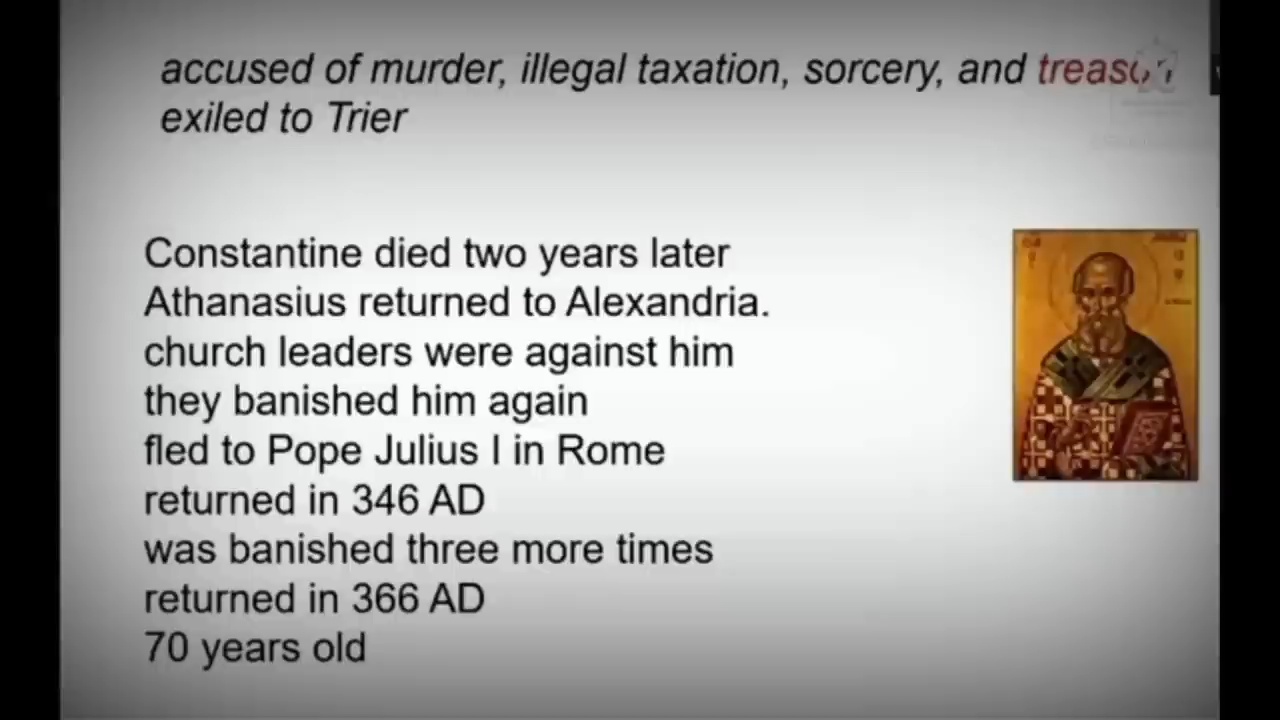 accused of murder, illegal taxation, sorcery, and treason
exiled to Trier
Constantine died two years later
Athanasius returned to Alexandria.
church leaders were against him
they banished him again
fled to Pope Julius I in Rome
returned in 346 AD
was banished three more times
returned in 366 AD
70 years old